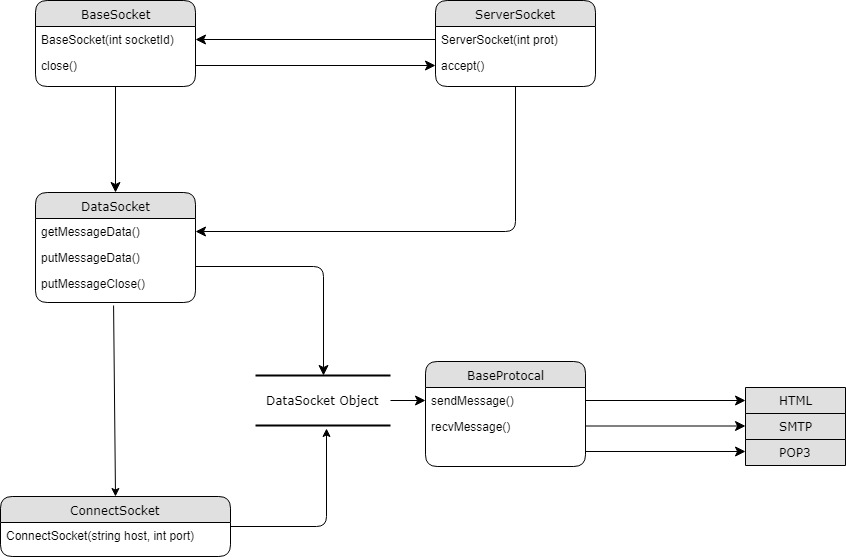 BaseSocket
BaseSocket(int socketId)
close()
ServerSocket
ServerSocket(int prot)
accept()
DataSocket
getMessageData()
putMessageData()
putMessageClose()
DataSocket Object
BaseProtocal
sendMessage()
recvMessage()
HTML
SMTP
POP3
ConnectSocket
ConnectSocket(string host, int port)